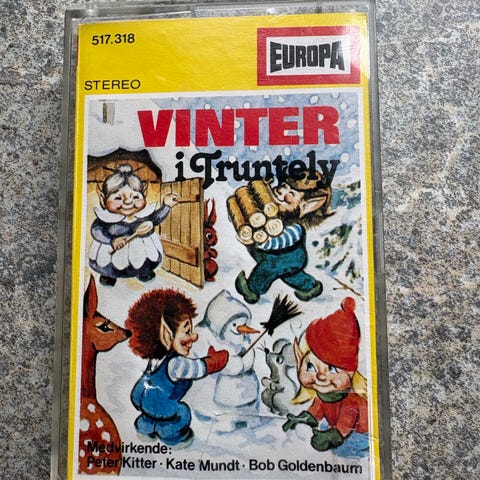 517.318
EUROPA
STEREO
VINTER
i Truntely
Medvirkende:
Peter Kitter · Kate Mundt · Bob Goldenbaum